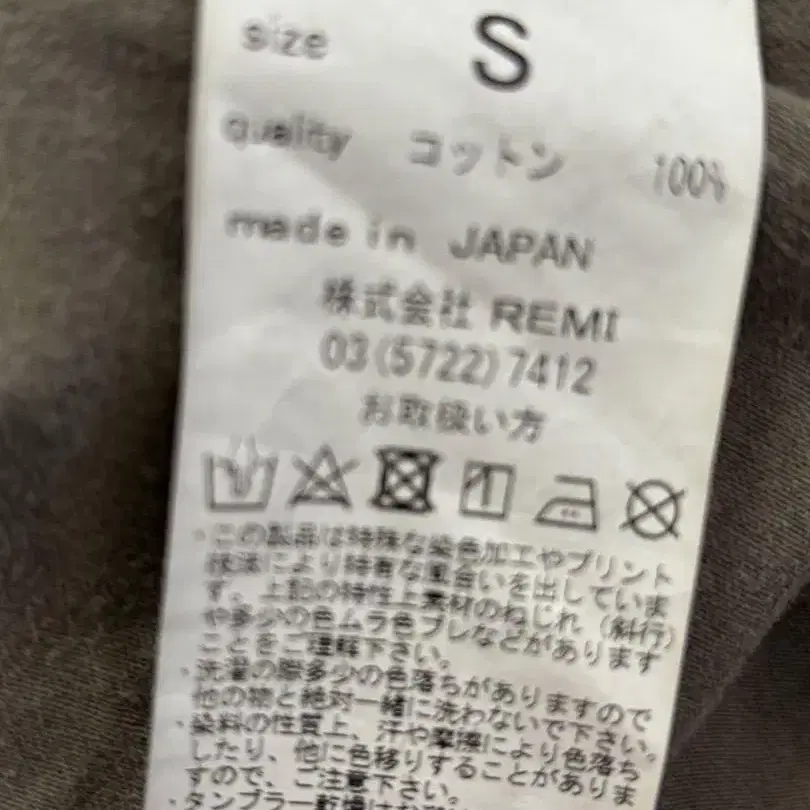 size S
quality コットン 100%
made in JAPAN
株式会社 REMI
03(5722)7412
お取扱い方
・この製品は特殊な染色加工やプリント
技法により特有な風合いを出していま
す。上記の特性上素材のねじれ（斜行）
や多少の色ムラ色ブレなどがあります
ことをご理解下さい。
・洗濯の際多少の色落ちがありますので
他の物と絶対一緒に洗わないで下さい。
・染料の性質上、汗や摩擦により色落ち
したり、他に色移りすることがありま
すので、ご注意下さい。
・タンブラー乾燥は